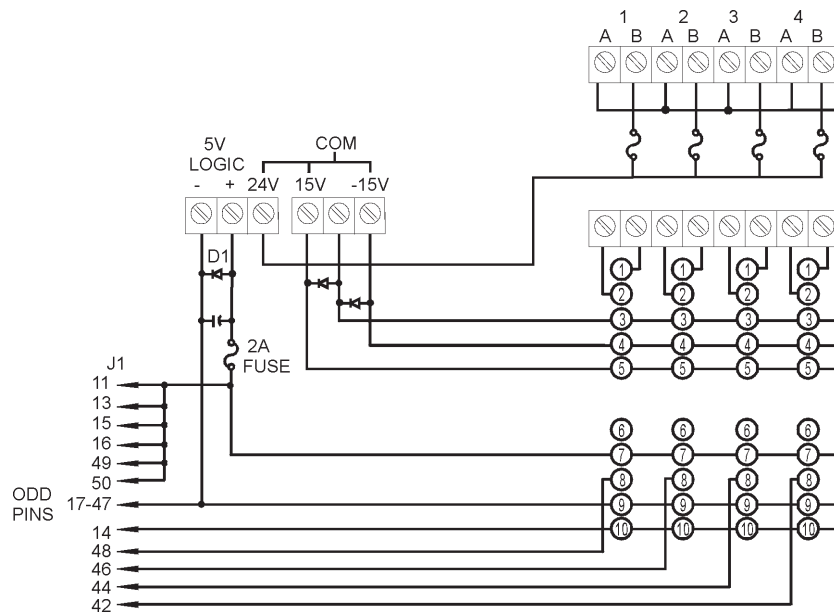 1 2 3 4
A B A B A B A B
5V
LOGIC
COM
- + 24V 15V -15V
D1
1 1 1 1
2 2 2 2
3 3 3 3
2A
FUSE
4 4 4 4
5 5 5 5
J1
11
13
15
16
49
50
6 6 6 6
7 7 7 7
8 8 8 8
ODD
PINS
17-47
9 9 9 9
14
10 10 10 10
48
46
44
42